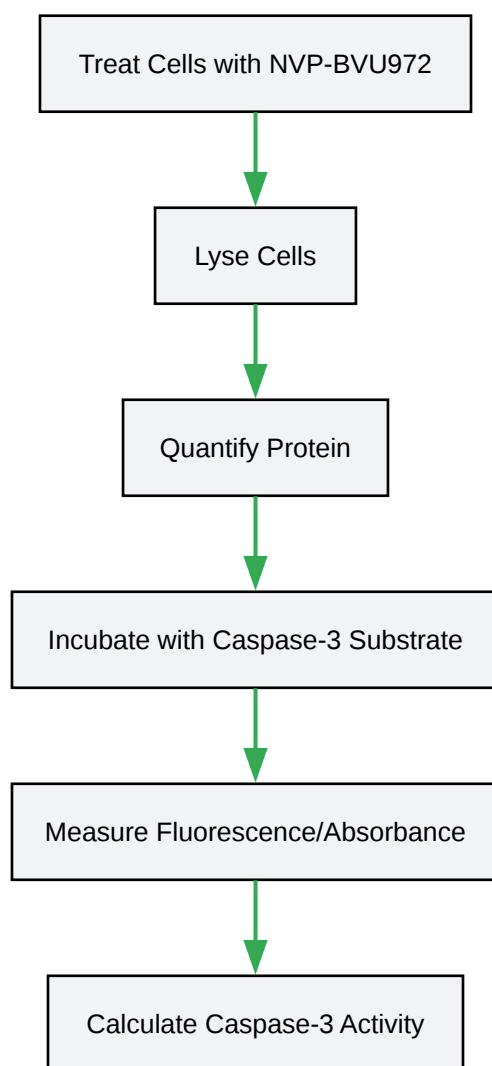 Treat Cells with NVP-BVU972
Lyse Cells
Quantify Protein
Incubate with Caspase-3 Substrate
Measure Fluorescence/Absorbance
Calculate Caspase-3 Activity